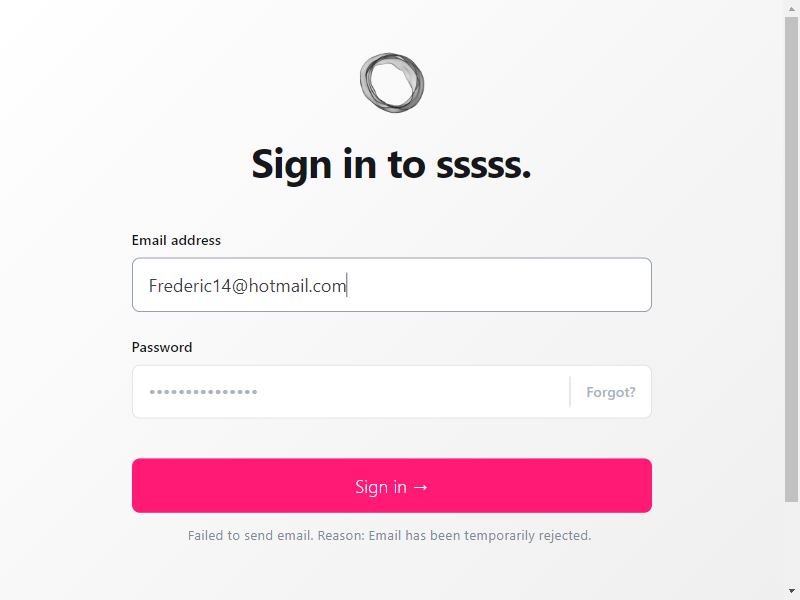 Sign in to sssss.
Email address
Frederic14@hotmail.com
Password
•••••••••••••••
Forgot?
Sign in →
Failed to send email. Reason: Email has been temporarily rejected.